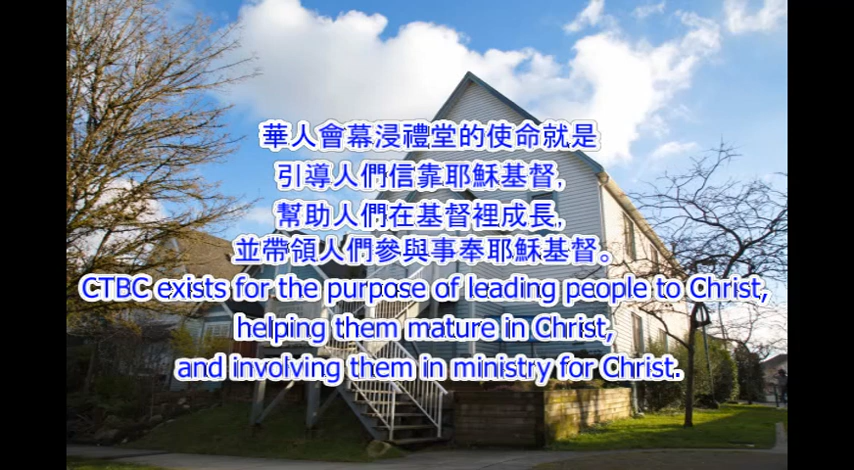 華人會幕浸禮堂的使命就是
引導人們信靠耶穌基督,
幫助人們在基督裡成長,
並帶領人們參與事奉耶穌基督。
CTBC exists for the purpose of leading people to Christ,
helping them mature in Christ,
and involving them in ministry for Christ.